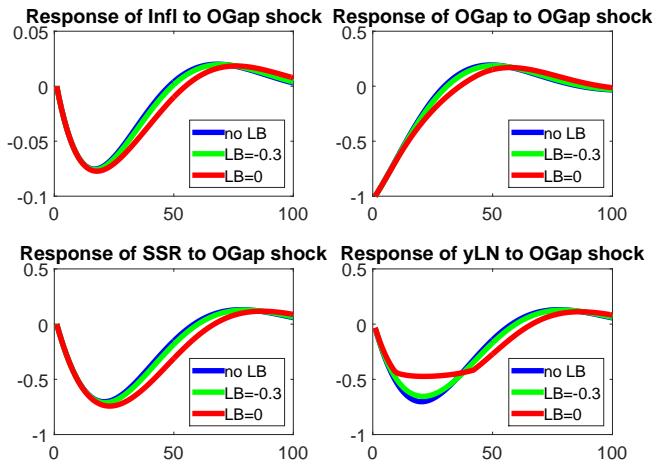 Response of Infl to OGap shock
0.05
0
-0.05
-0.1
0
50
100
no LB
LB=-0.3
LB=0
Response of OGap to OGap shock
0.5
0
-0.5
-1
0
50
100
no LB
LB=-0.3
LB=0
Response of SSR to OGap shock
0.5
0
-0.5
-1
0
50
100
no LB
LB=-0.3
LB=0
Response of yLN to OGap shock
0.5
0
-0.5
-1
0
50
100
no LB
LB=-0.3
LB=0